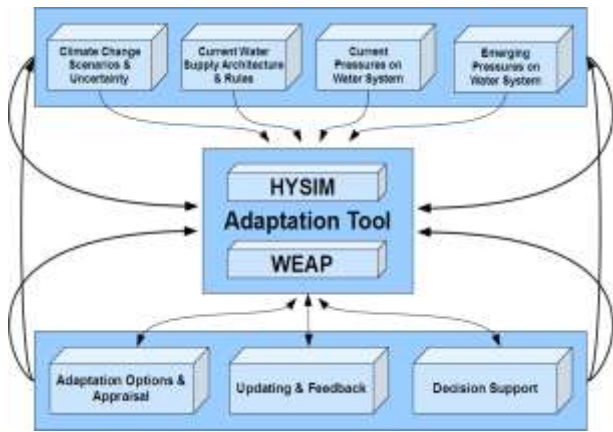 Climate Change
Scenarios &
Uncertainty
Current Water
Supply Architecture
& Rules
Current
Pressures on
Water System
Emerging
Pressures on
Water System
HYSIM
Adaptation Tool
WEAP
Adaptation Options &
Appraisal
Updating & Feedback
Decision Support